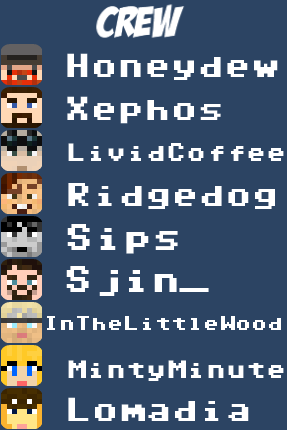 CREW
Honeydew
Xephos
LividCoffee
Ridgedog
Sips
Sjin_
InTheLittleWood
MintyMinute
Lomadia